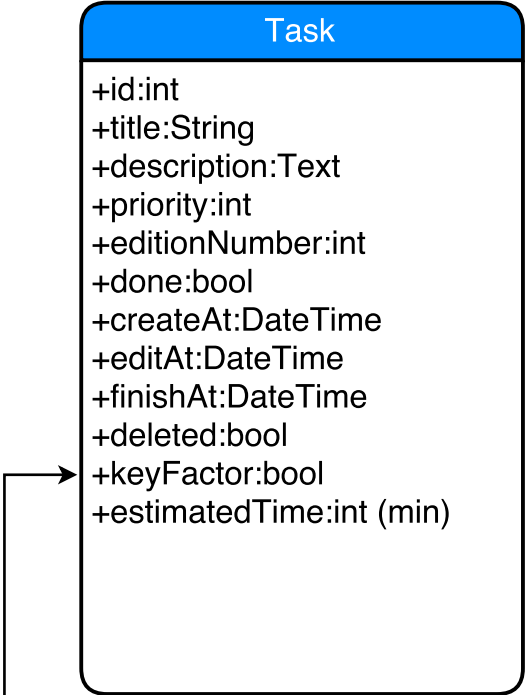 Task
+id:int
+title:String
+description:Text
+priority:int
+editionNumber:int
+done:bool
+createAt:DateTime
+editAt:DateTime
+finishAt:DateTime
+deleted:bool
+keyFactor:bool
+estimatedTime:int (min)